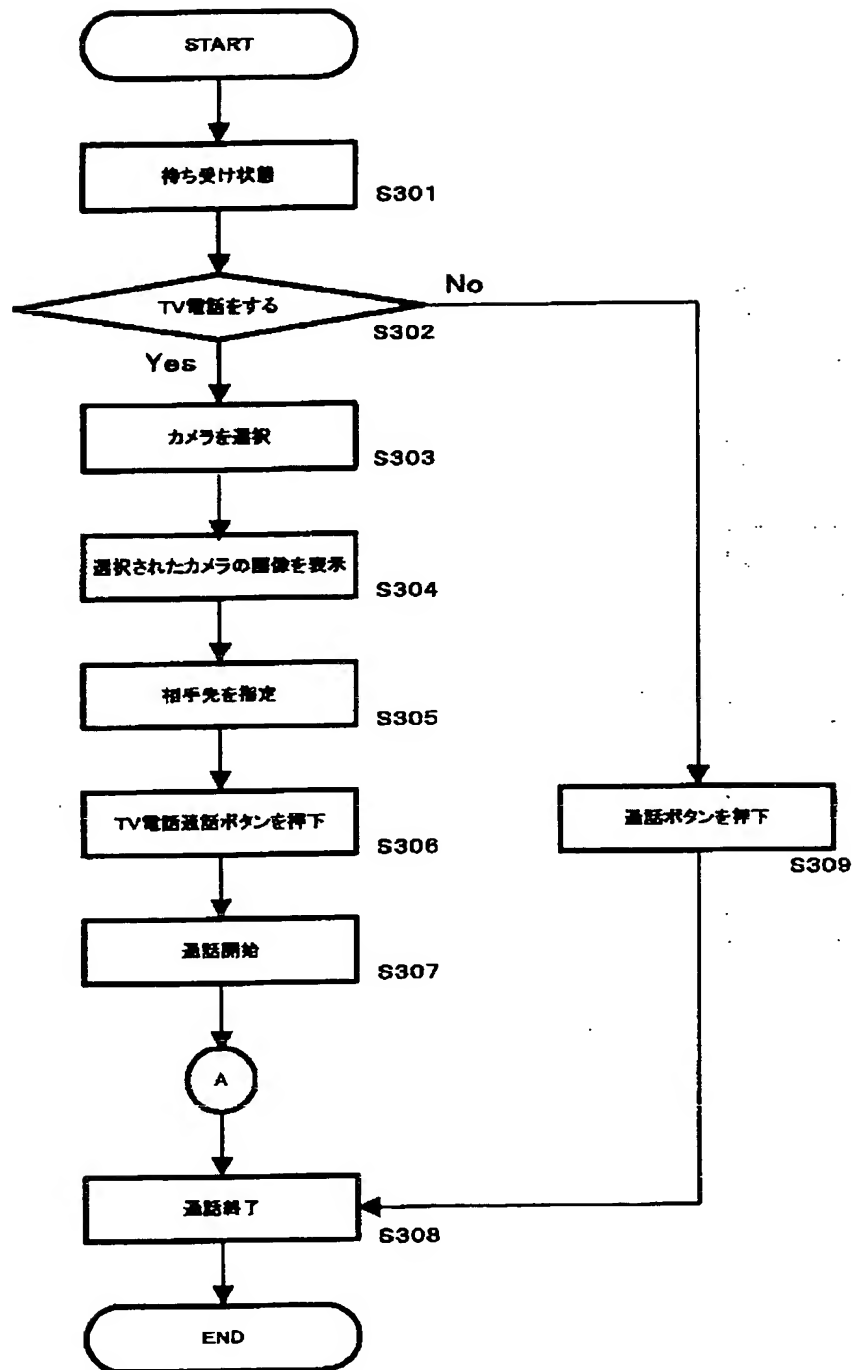 START
待ち受け状態
S301
TV電話をする
No
S302
Yes
カメラを選択
S303
選択されたカメラの画像を表示
S304
相手先を指定
S305
TV電話通話ボタンを押下
S306
通話ボタンを押下
S309
通話開始
S307
A
通話終了
S308
END